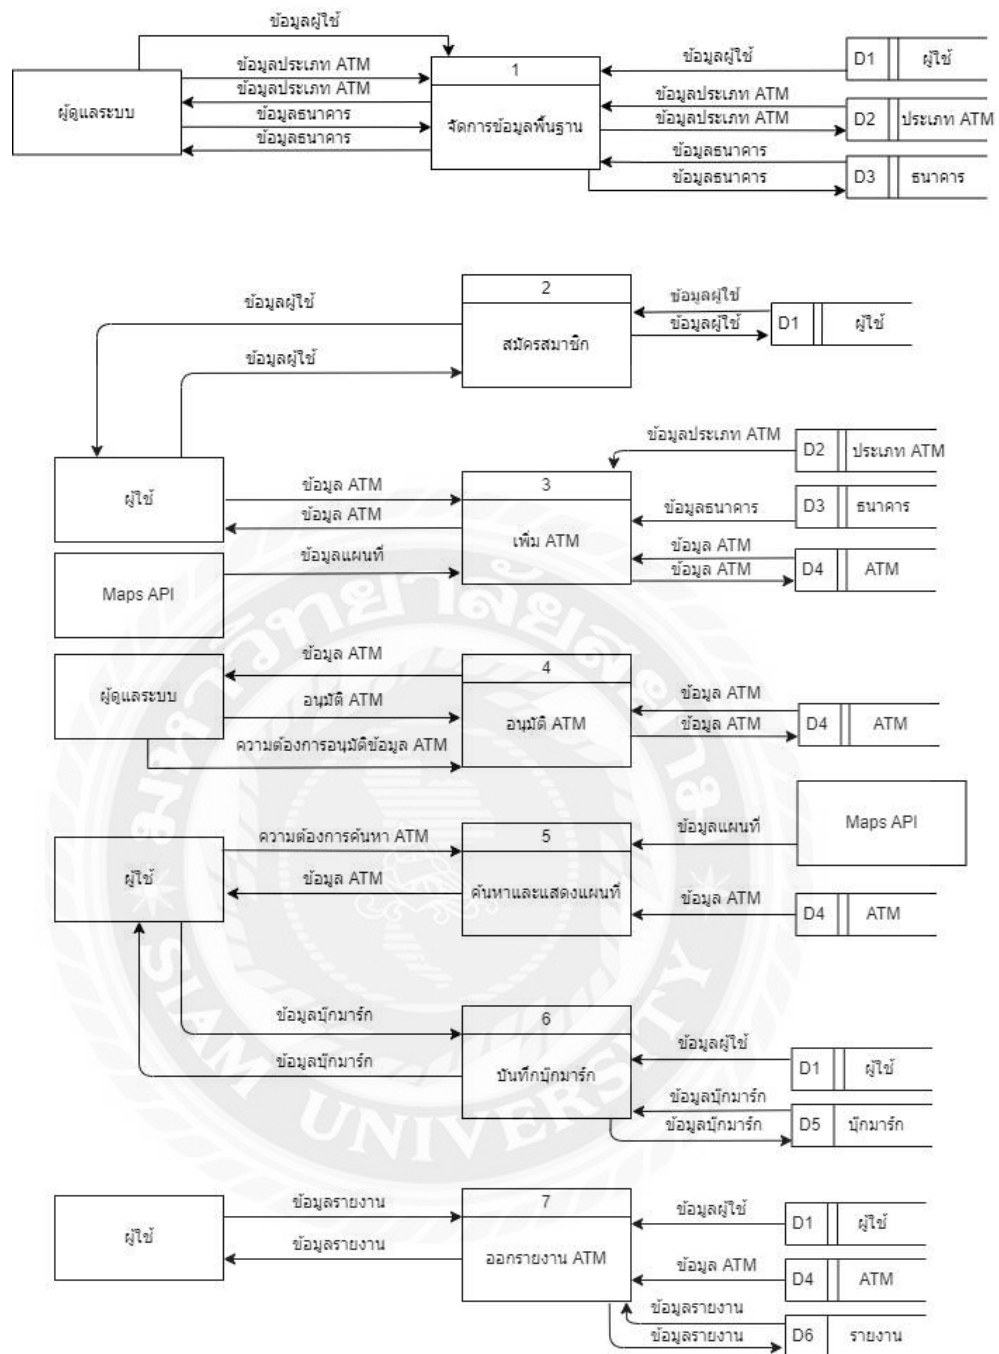 ข้อมูลผู้ใช้
ผู้ดูแลระบบ
ข้อมูลประเภท ATM
ข้อมูลประเภท ATM
ข้อมูลธนาคาร
ข้อมูลธนาคาร
1
จัดการข้อมูลพื้นฐาน
ข้อมูลผู้ใช้
D1 ผู้ใช้
ข้อมูลประเภท ATM
ข้อมูลประเภท ATM
D2 ประเภท ATM
ข้อมูลธนาคาร
ข้อมูลธนาคาร
D3 ธนาคาร
ข้อมูลผู้ใช้
ข้อมูลผู้ใช้
2
สมัครสมาชิก
ข้อมูลผู้ใช้
ข้อมูลผู้ใช้
D1 ผู้ใช้
ผู้ใช้
ข้อมูล ATM
ข้อมูล ATM
Maps API
ข้อมูลแผนที่
3
เพิ่ม ATM
ข้อมูลประเภท ATM
D2 ประเภท ATM
ข้อมูลธนาคาร
D3 ธนาคาร
ข้อมูล ATM
ข้อมูล ATM
D4 ATM
ผู้ดูแลระบบ
ข้อมูล ATM
อนุมัติ ATM
ความต้องการอนุมัติข้อมูล ATM
4
อนุมัติ ATM
ข้อมูล ATM
ข้อมูล ATM
D4 ATM
ผู้ใช้
ความต้องการค้นหา ATM
ข้อมูล ATM
5
ค้นหาและแสดงแผนที่
ข้อมูลแผนที่
Maps API
ข้อมูล ATM
D4 ATM
ข้อมูลบุ๊กมาร์ก
ข้อมูลบุ๊กมาร์ก
6
บันทึกบุ๊กมาร์ก
ข้อมูลผู้ใช้
D1 ผู้ใช้
ข้อมูลบุ๊กมาร์ก
ข้อมูลบุ๊กมาร์ก
D5 บุ๊กมาร์ก
ผู้ใช้
ข้อมูลรายงาน
ข้อมูลรายงาน
7
ออกรายงาน ATM
ข้อมูลผู้ใช้
D1 ผู้ใช้
ข้อมูล ATM
D4 ATM
ข้อมูลรายงาน
ข้อมูลรายงาน
D6 รายงาน
มหาวิทยาลัยสยาม
SIAM UNIVERSITY